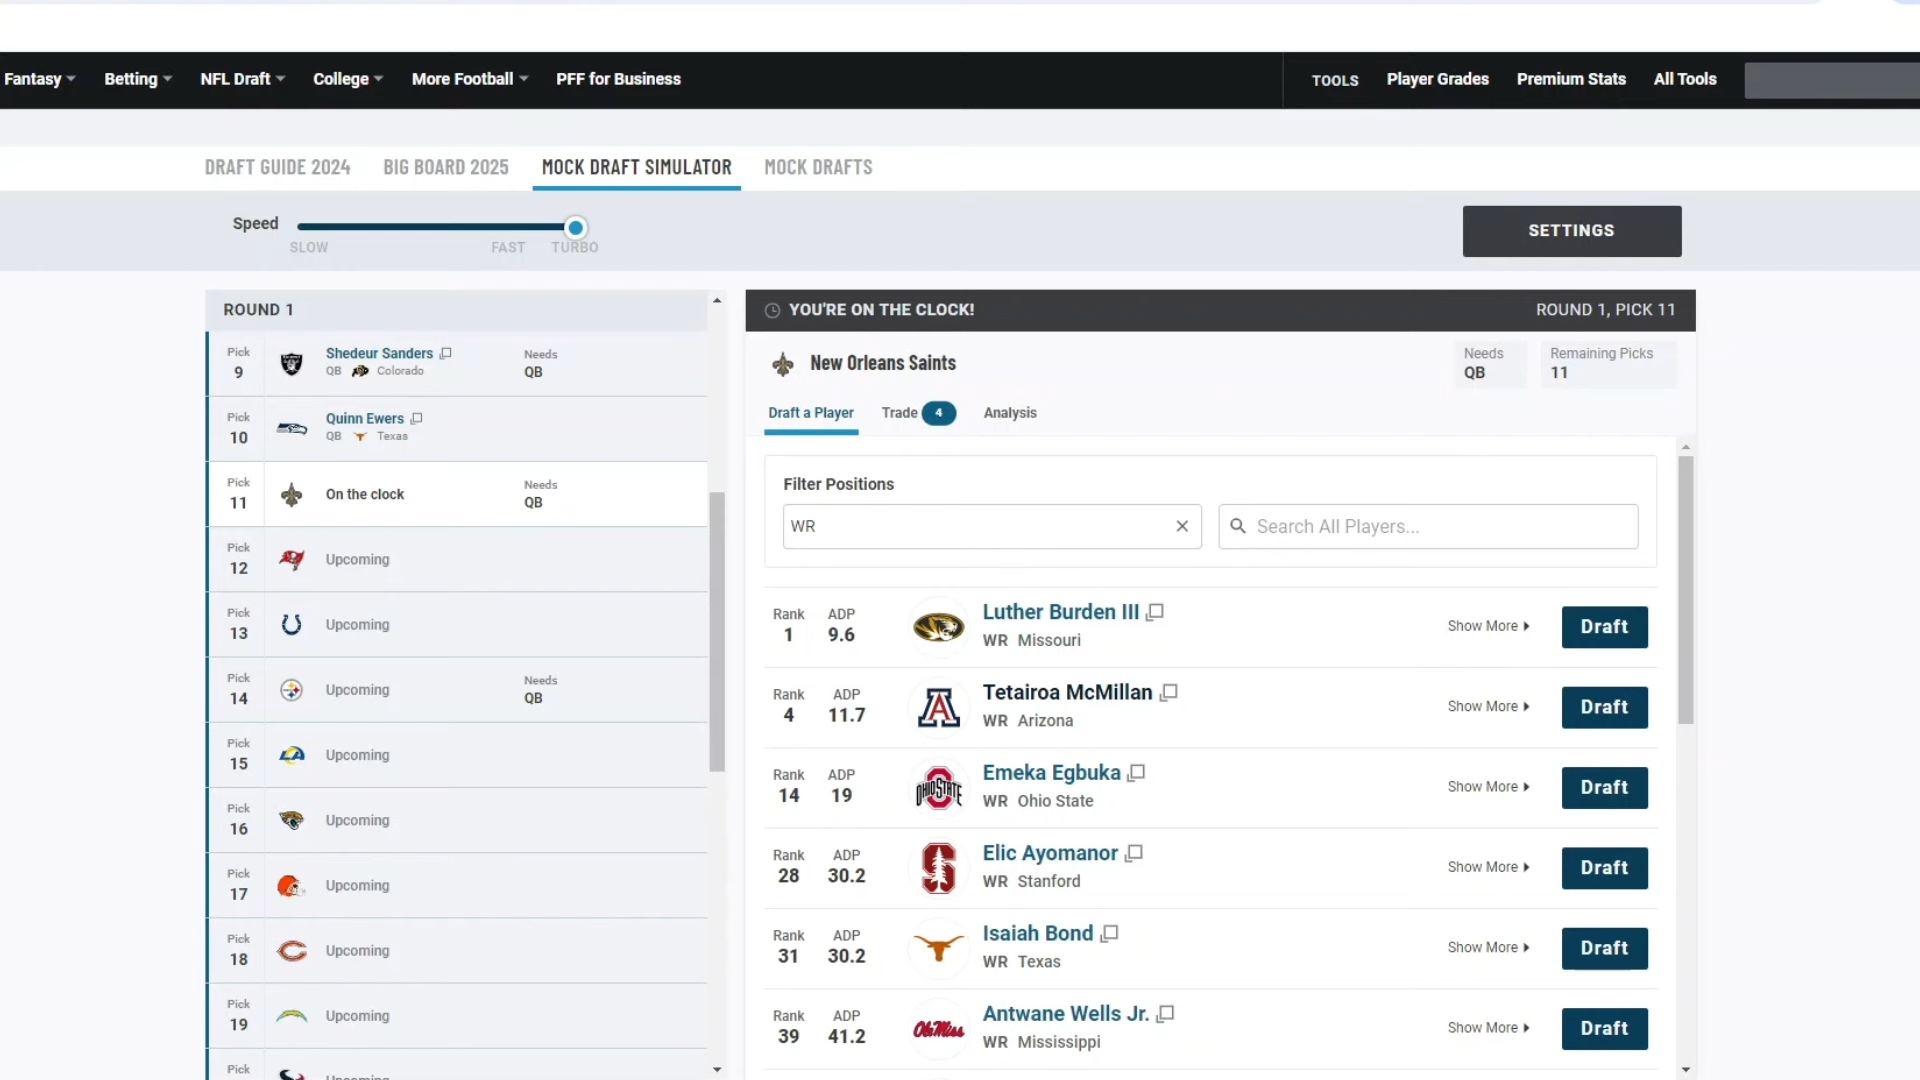 Fantasy Betting NFL Draft College More Football PFF for Business TOOLS Player Grades Premium Stats All Tools
DRAFT GUIDE 2024 BIG BOARD 2025 MOCK DRAFT SIMULATOR MOCK DRAFTS
Speed
SLOW FAST TURBO
SETTINGS
ROUND 1
Pick
9
Shedeur Sanders
QB Colorado
Needs
QB
Pick
10
Quinn Ewers
QB Texas
Pick
11
On the clock
Needs
QB
Pick
12
Upcoming
Pick
13
Upcoming
Pick
14
Upcoming
Needs
QB
Pick
15
Upcoming
Pick
16
Upcoming
Pick
17
Upcoming
Pick
18
Upcoming
Pick
19
Upcoming
Pick
Upcoming
YOU'RE ON THE CLOCK! ROUND 1, PICK 11
New Orleans Saints
Needs
QB
Remaining Picks
11
Draft a Player Trade 4 Analysis
Filter Positions
WR
Search All Players...
Rank
1
ADP
9.6
Luther Burden III
WR Missouri
Show More
Draft
Rank
4
ADP
11.7
A
Tetairoa McMillan
WR Arizona
Show More
Draft
Rank
14
ADP
19
OHIO STATE
Emeka Egbuka
WR Ohio State
Show More
Draft
Rank
28
ADP
30.2
S
Elic Ayomanor
WR Stanford
Show More
Draft
Rank
31
ADP
30.2
Isaiah Bond
WR Texas
Show More
Draft
Rank
39
ADP
41.2
Ole Miss
Antwane Wells Jr.
WR Mississippi
Show More
Draft